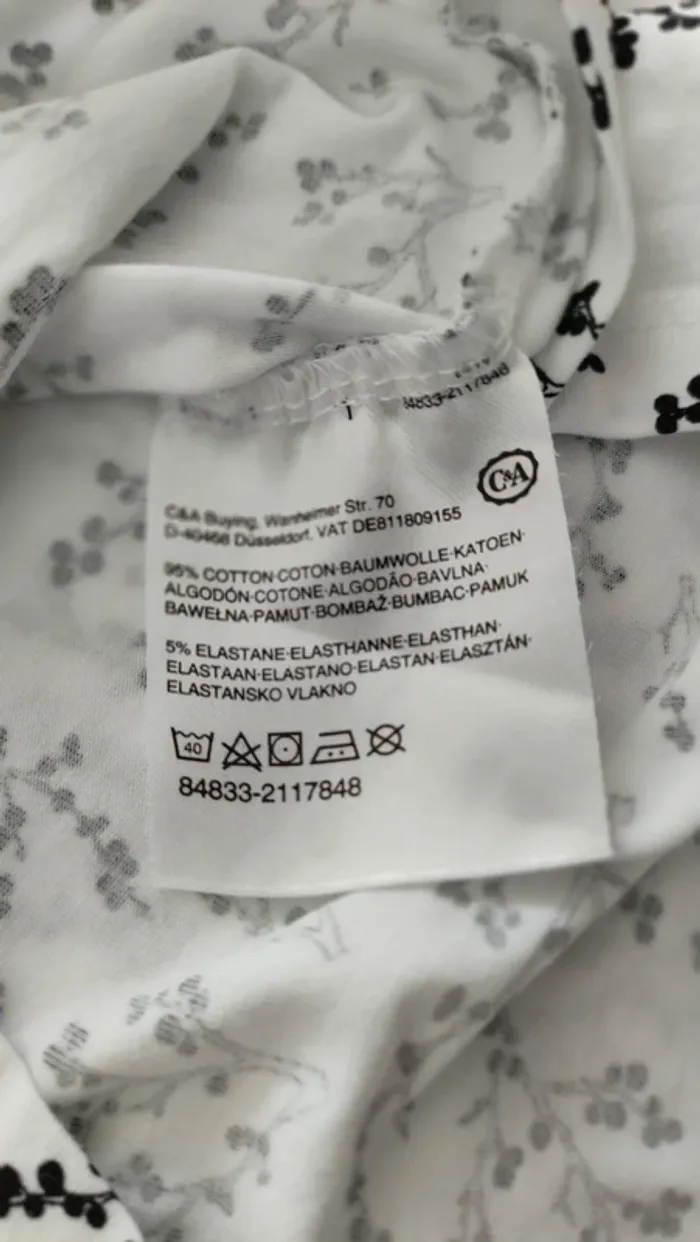 84833-2117848
C&A
C&A Buying, Wanheimer Str. 70
D-40468 Düsseldorf, VAT DE811809155
95% COTTON·COTON·BAUMWOLLE·KATOEN·
ALGODÓN·COTONE·ALGODÃO·BAVLNA·
BAWEŁNA·PAMUT·BOMBAŽ·BUMBAC·PAMUK
5% ELASTANE·ELASTHANNE·ELASTHAN·
ELASTAAN·ELASTANO·ELASTAN·ELASZTÁN·
ELASTANSKO VLAKNO
40
84833-2117848